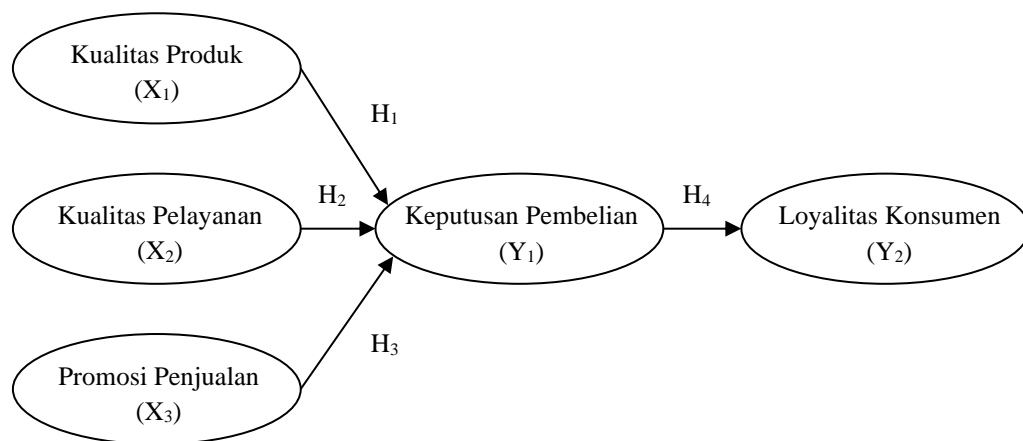 Kualitas Produk
(X₁)
H₁
Kualitas Pelayanan
(X₂)
H₂
Keputusan Pembelian
(Y₁)
H₄
Loyalitas Konsumen
(Y₂)
H₃
Promosi Penjualan
(X₃)